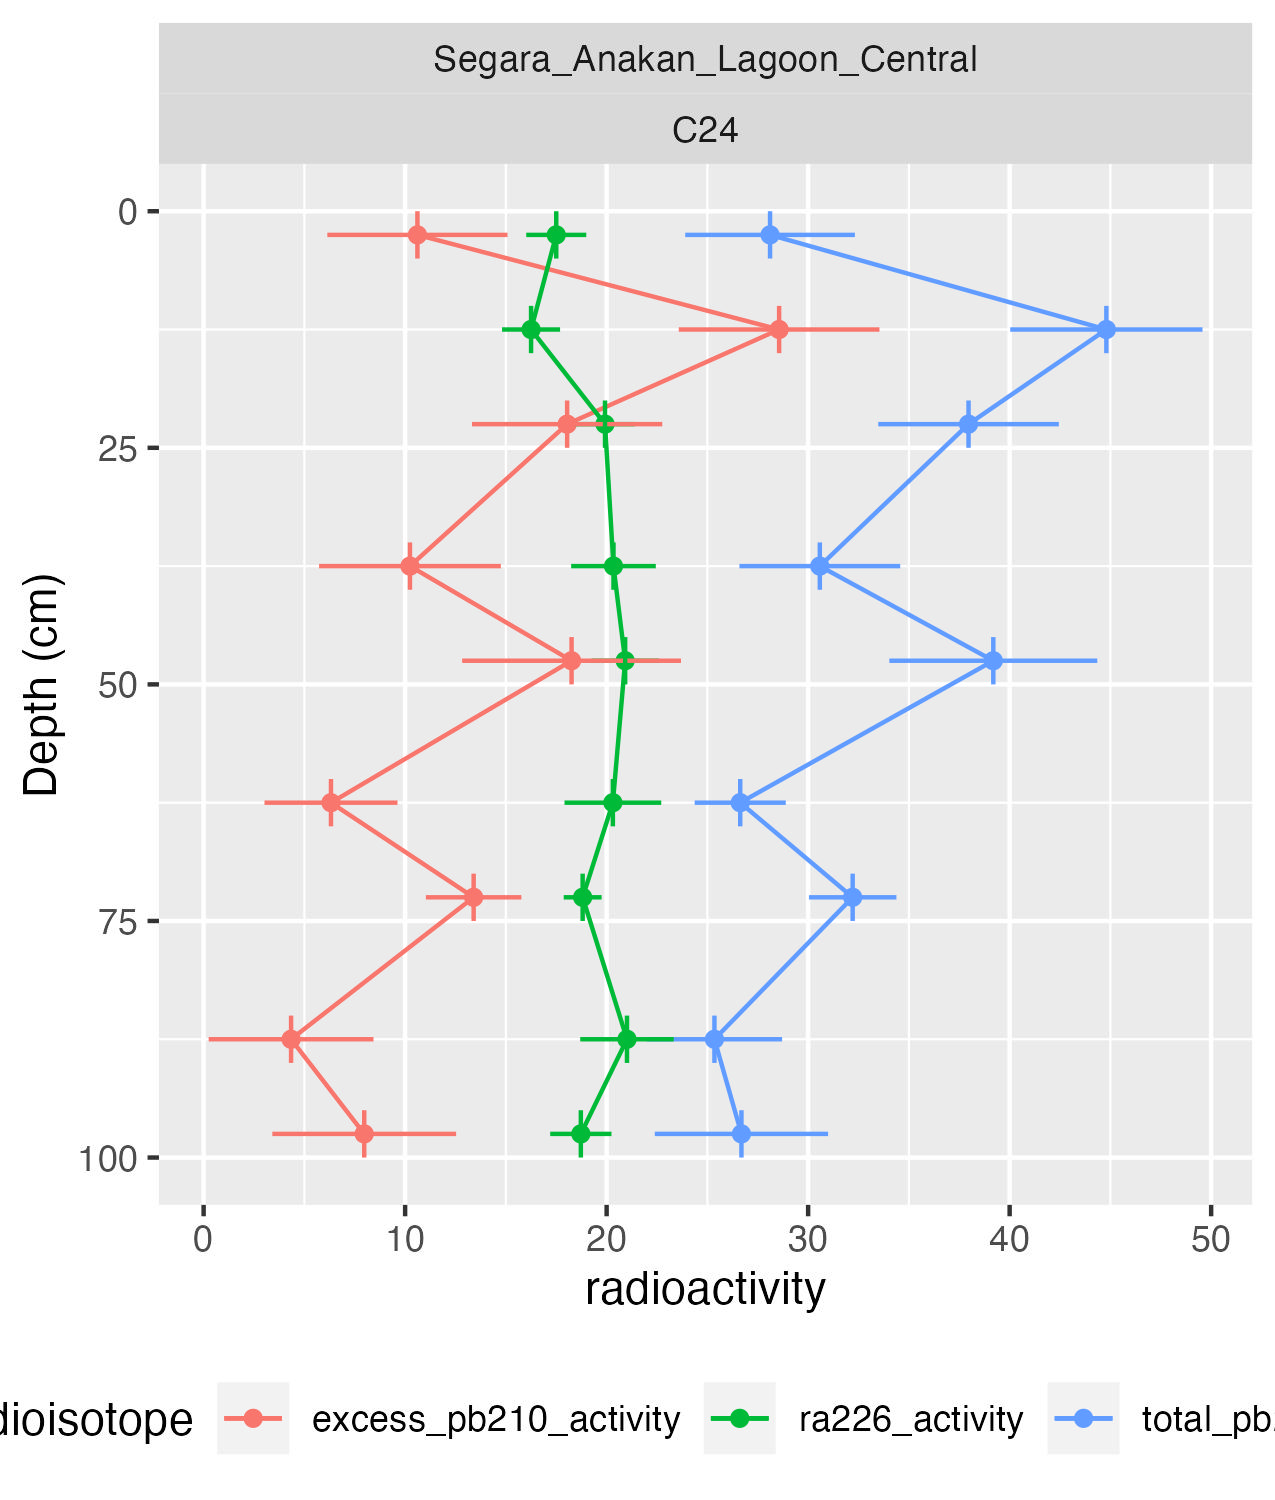 Segara_Anakan_Lagoon_Central
C24
0
25
50
75
100
Depth (cm)
0 10 20 30 40 50
radioactivity
dioisotope excess_pb210_activity ra226_activity total_pb